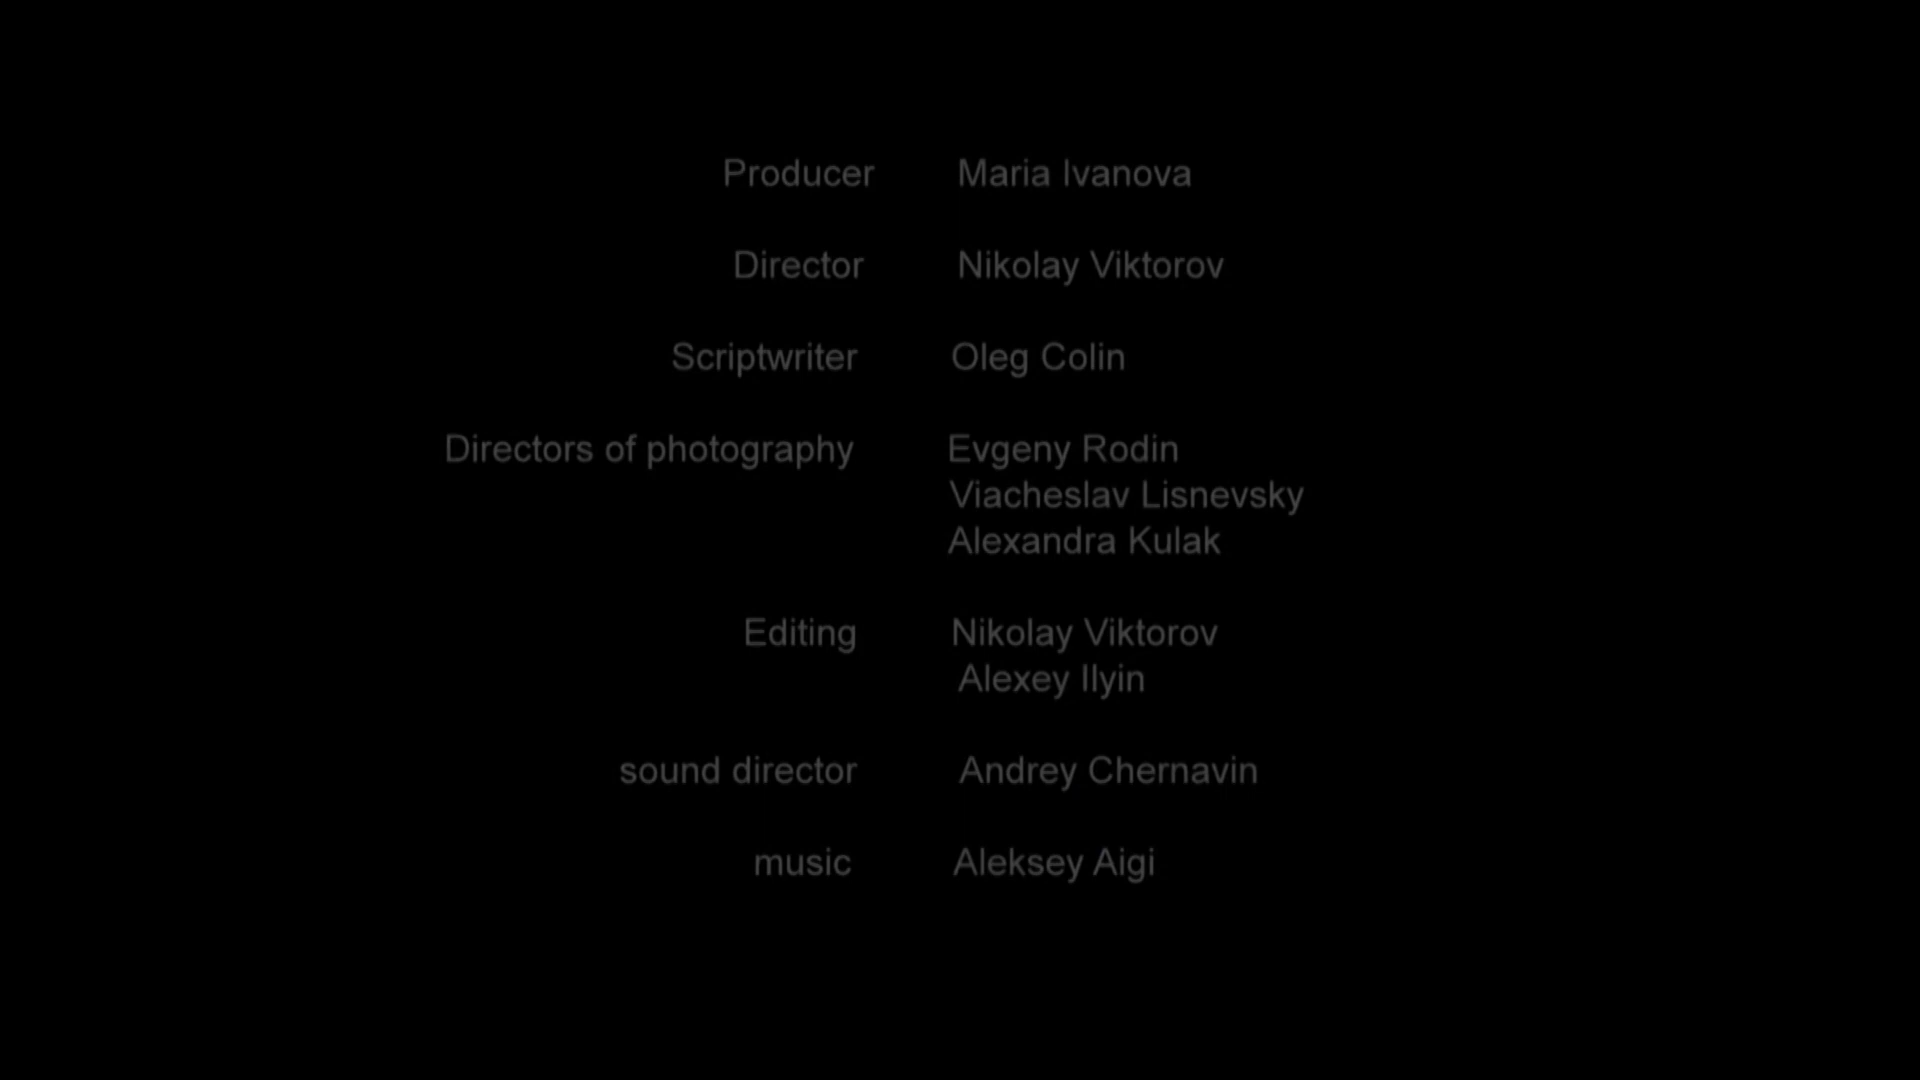 Producer Maria Ivanova
Director Nikolay Viktorov
Scriptwriter Oleg Colin
Directors of photography Evgeny Rodin
Viacheslav Lisnevsky
Alexandra Kulak
Editing Nikolay Viktorov
Alexey Ilyin
sound director Andrey Chernavin
music Aleksey Aigi